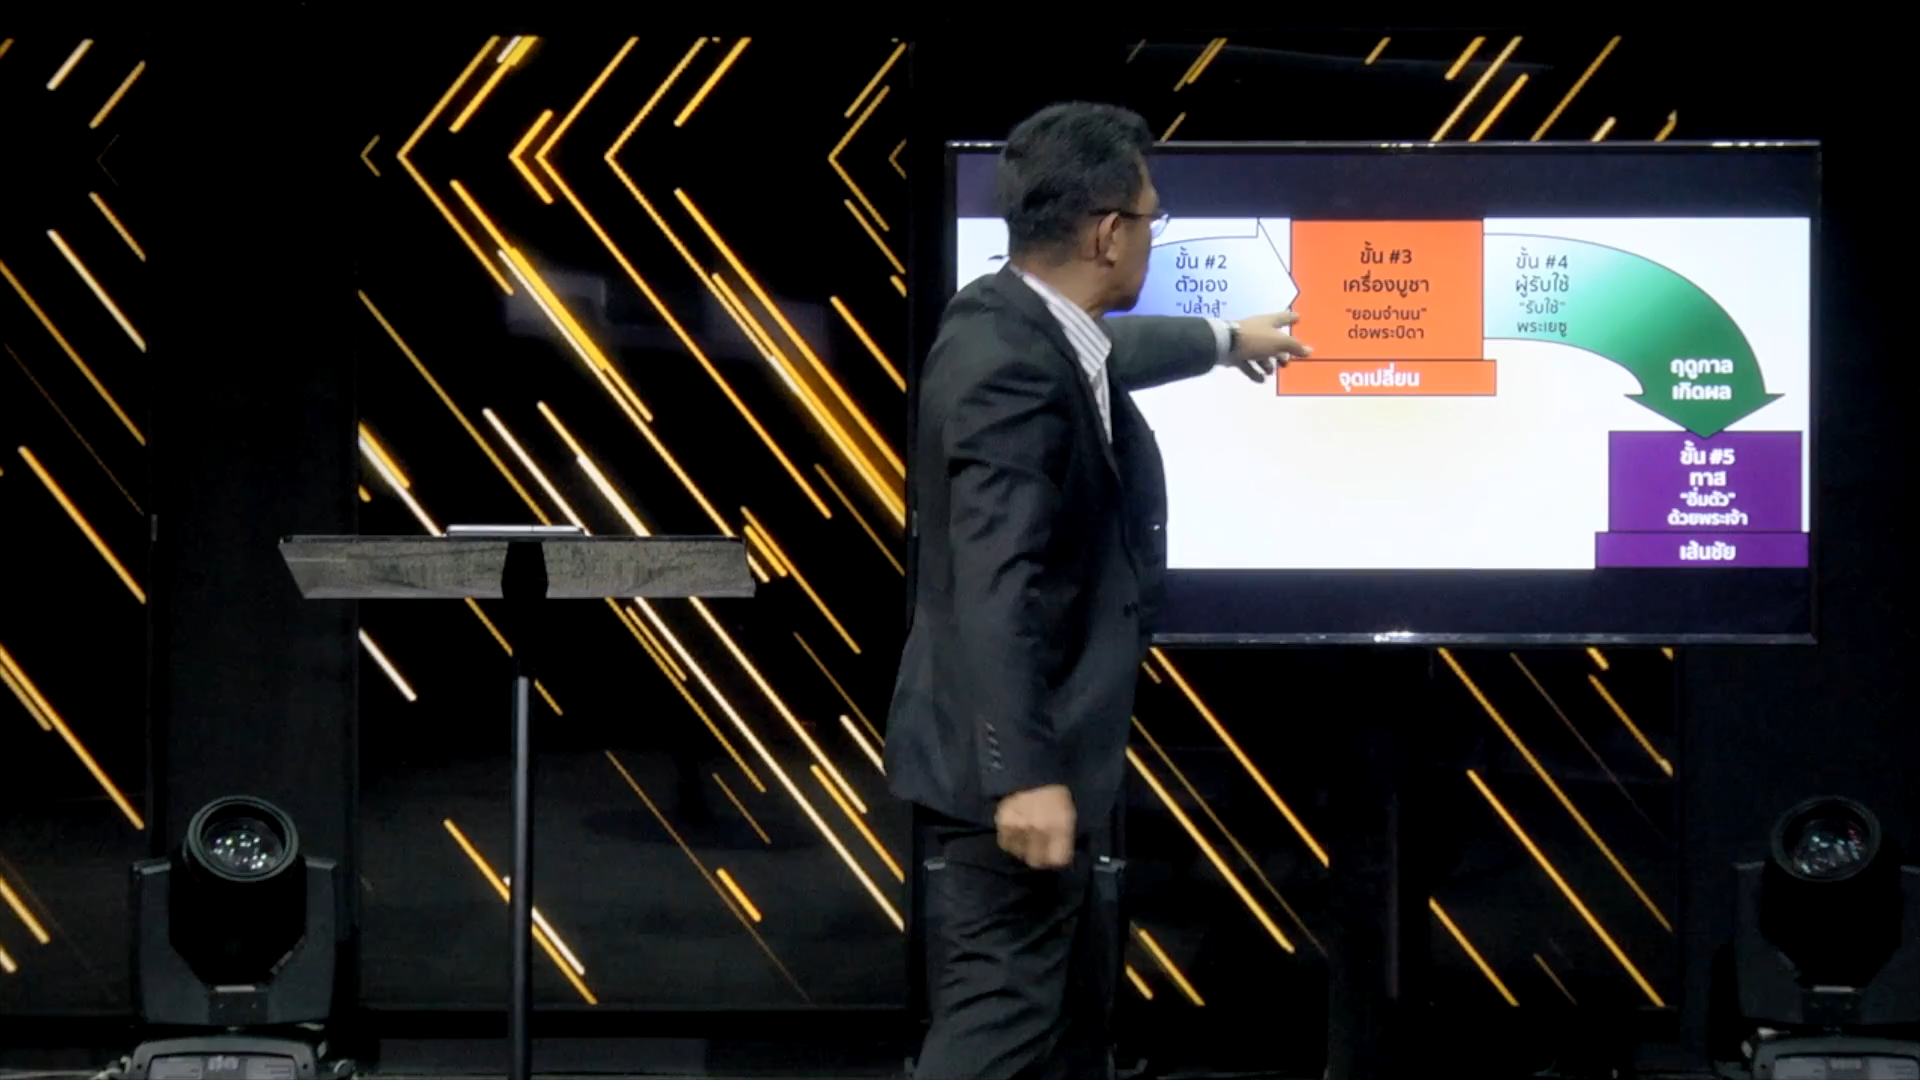 ขั้น #2
ตัวเอง
"ปล้ำสู้"
ขั้น #3
เครื่องบูชา
"ยอมจำนน"
ต่อพระบิดา
จุดเปลี่ยน
ขั้น #4
ผู้รับใช้
"รับใช้"
พระเยซู
ฤดูกาล
เกิดผล
ขั้น #5
ทาส
"อิ่มตัว"
ด้วยพระเจ้า
เส้นชัย